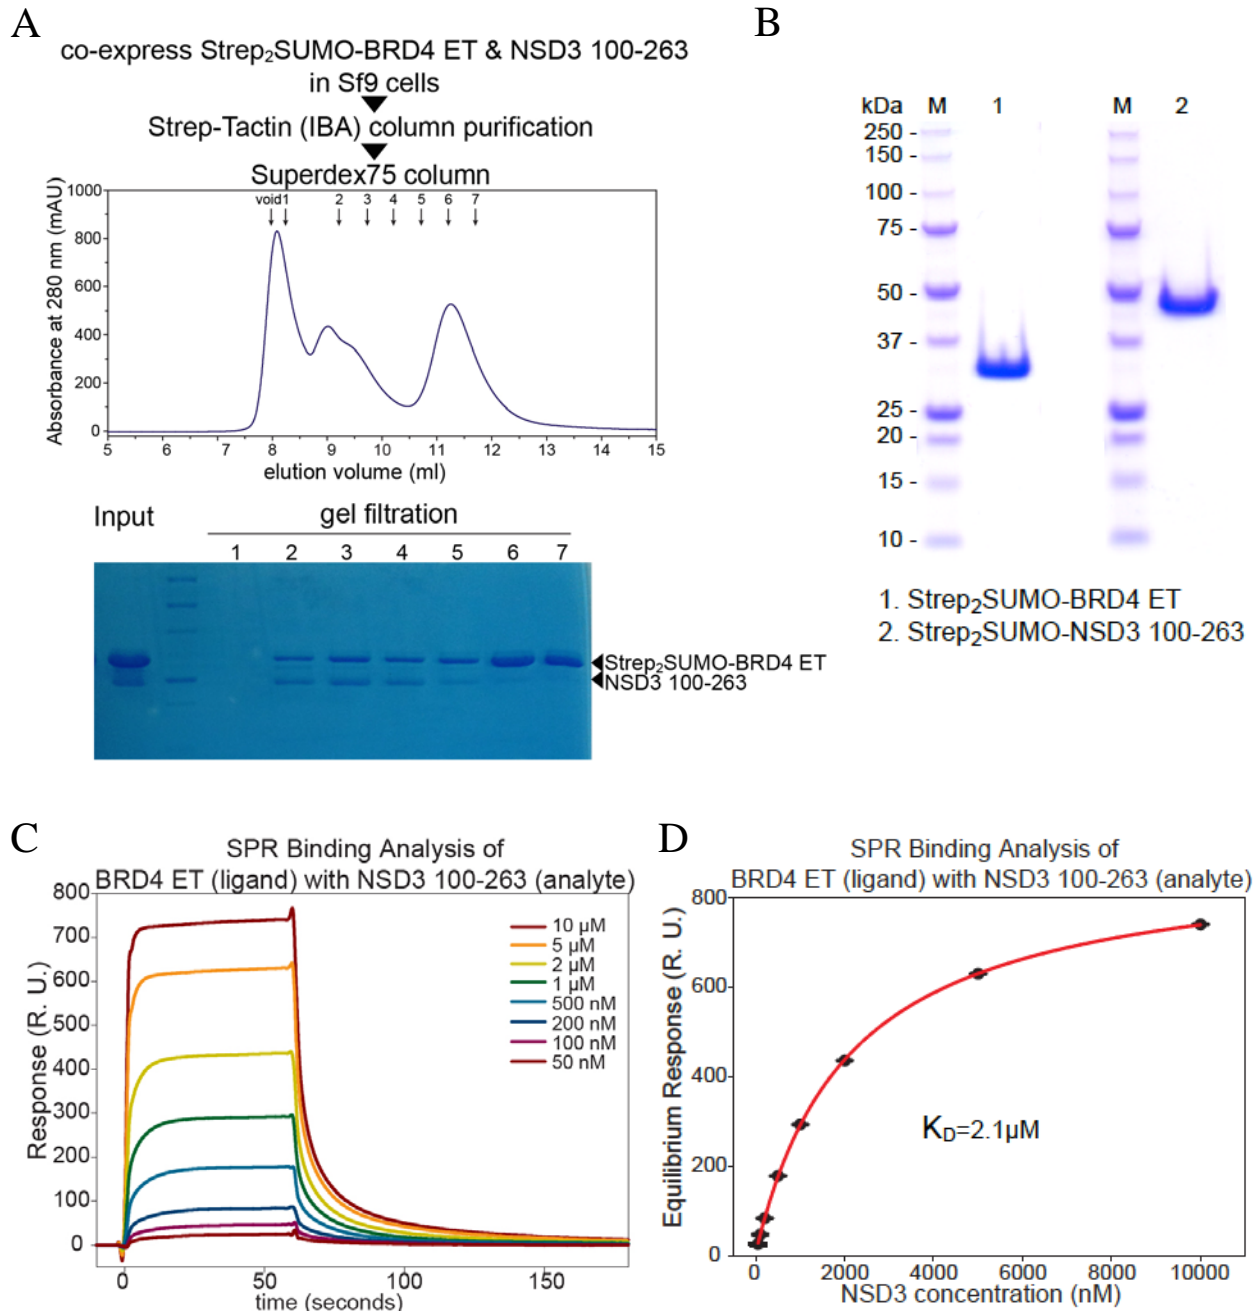 A
co-express Strep₂SUMO-BRD4 ET & NSD3 100-263
in Sf9 cells
Strep-Tactin (IBA) column purification
Superdex75 column
Absorbance at 280 nm (mAU)
1000
800
600
400
200
0
void 1 2 3 4 5 6 7
5 6 7 8 9 10 11 12 13 14 15
elution volume (ml)
Input
gel filtration
1 2 3 4 5 6 7
Strep₂SUMO-BRD4 ET
NSD3 100-263
B
kDa M 1 M 2
250 -
150 -
100 -
75 -
50 -
37 -
25 -
20 -
15 -
10 -
1. Strep₂SUMO-BRD4 ET
2. Strep₂SUMO-NSD3 100-263
C
SPR Binding Analysis of
BRD4 ET (ligand) with NSD3 100-263 (analyte)
Response (R. U.)
800
700
600
500
400
300
200
100
0
10 µM
5 µM
2 µM
1 µM
500 nM
200 nM
100 nM
50 nM
0 50 100 150
time (seconds)
D
SPR Binding Analysis of
BRD4 ET (ligand) with NSD3 100-263 (analyte)
Equilibrium Response (R. U.)
800
600
400
200
0
K_D=2.1µM
0 2000 4000 6000 8000 10000
NSD3 concentration (nM)